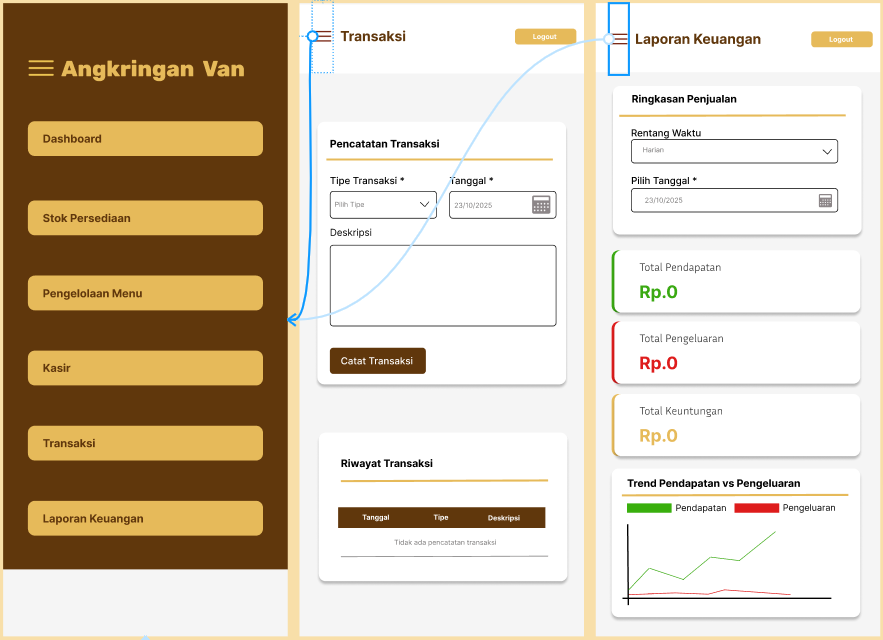 Angkringan Van
Dashboard
Stok Persediaan
Pengelolaan Menu
Kasir
Transaksi
Laporan Keuangan
Transaksi
Logout
Pencatatan Transaksi
Tipe Transaksi *
Tanggal *
Pilih Tipe
23/10/2025
Deskripsi
Catat Transaksi
Riwayat Transaksi
Tanggal Tipe Deskripsi
Tidak ada pencatatan transaksi
Laporan Keuangan
Logout
Ringkasan Penjualan
Rentang Waktu
Harian
Pilih Tanggal *
23/10/2025
Total Pendapatan
Rp.0
Total Pengeluaran
Rp.0
Total Keuntungan
Rp.0
Trend Pendapatan vs Pengeluaran
Pendapatan Pengeluaran